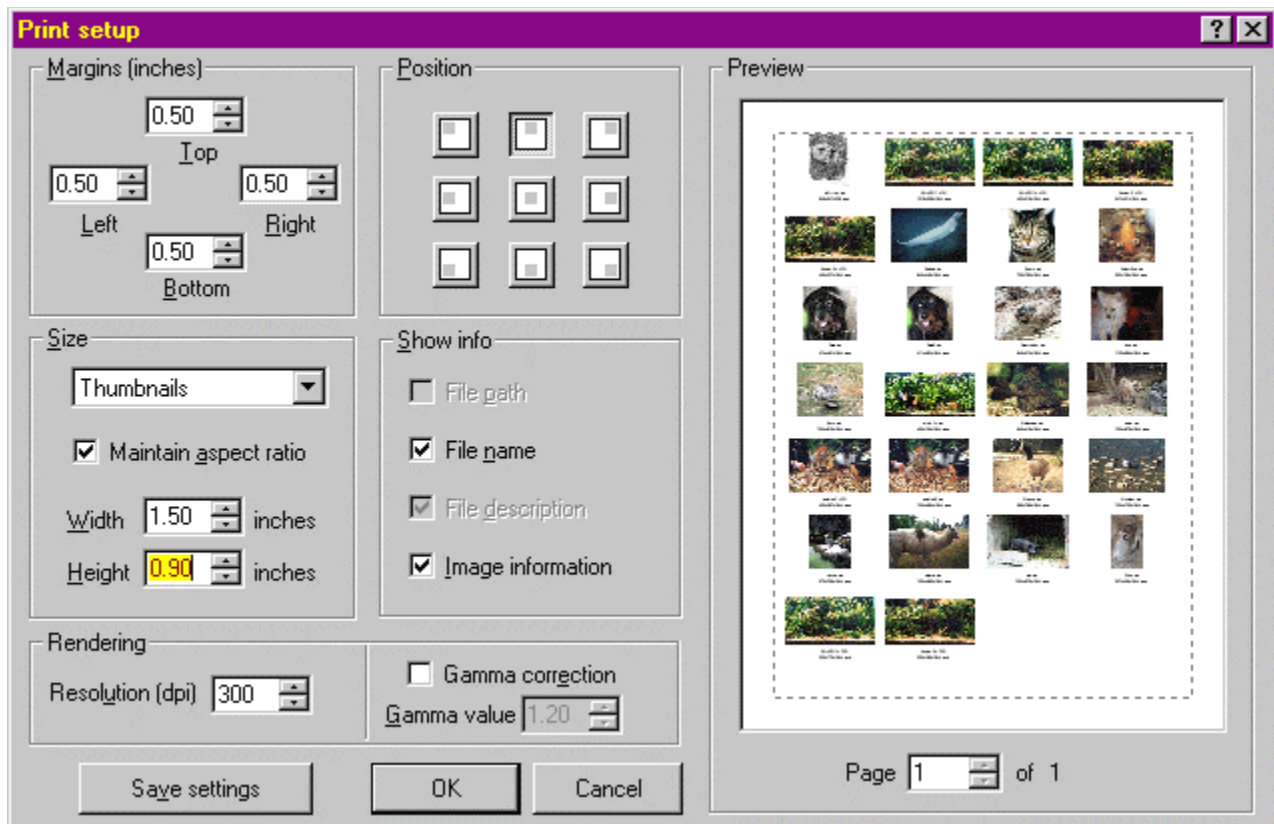 Print setup
Margins (inches)
0.50
Top
0.50
0.50
Left
Right
0.50
Bottom
Position
Size
Thumbnails
Maintain aspect ratio
Width 1.50 inches
Height 0.90 inches
Show info
File path
File name
File description
Image information
Rendering
Resolution (dpi) 300
Gamma correction
Gamma value 1.20
Save settings
OK
Cancel
Preview
Page 1 of 1